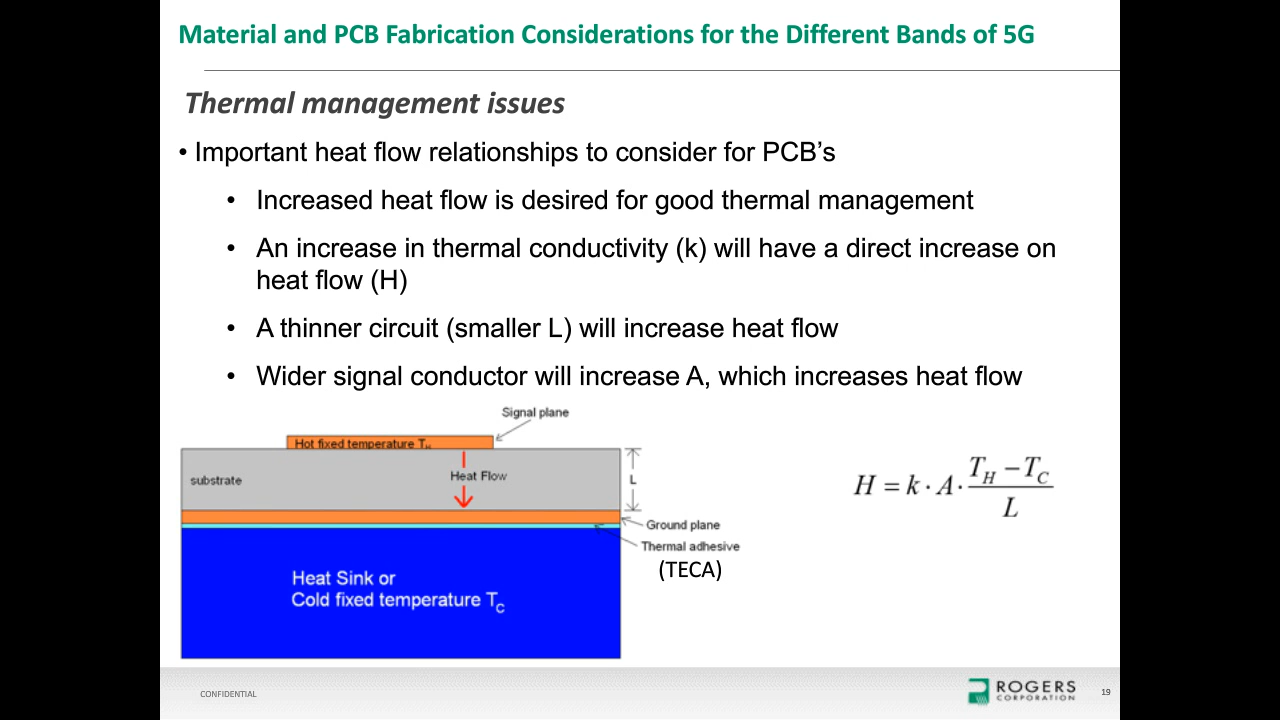 Material and PCB Fabrication Considerations for the Different Bands of 5G
Thermal management issues
• Important heat flow relationships to consider for PCB’s
• Increased heat flow is desired for good thermal management
• An increase in thermal conductivity (k) will have a direct increase on
heat flow (H)
• A thinner circuit (smaller L) will increase heat flow
• Wider signal conductor will increase A, which increases heat flow
Signal plane
Hot fixed temperature T_H
substrate
Heat Flow
L
Ground plane
Thermal adhesive
(TECA)
Heat Sink or
Cold fixed temperature T_C
H = k · A · (T_H − T_C) / L
CONFIDENTIAL
ROGERS
CORPORATION
19